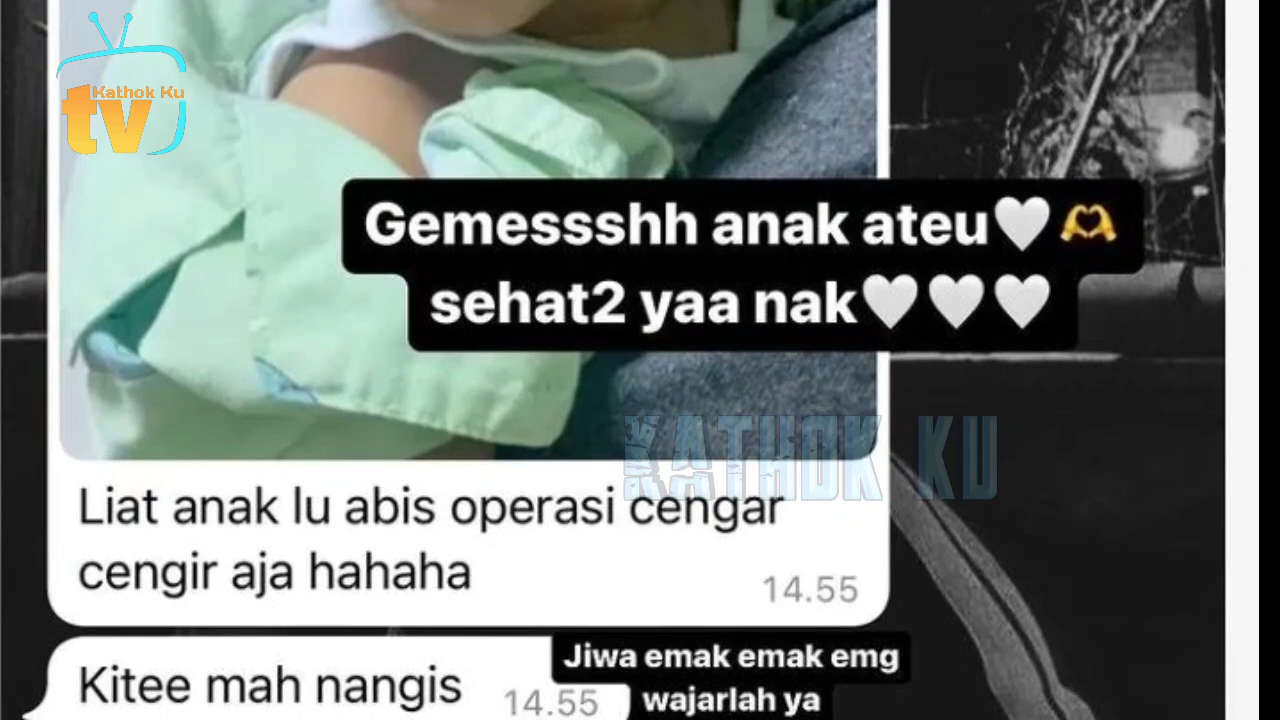 Kathok Ku
tv
Gemessshh anak ateu🤍🫶
sehat2 yaa nak🤍🤍🤍
KATHOK KU
Liat anak lu abis operasi cengar
cengir aja hahaha
14.55
Kitee mah nangis
14.55
Jiwa emak emak emg
wajarlah ya